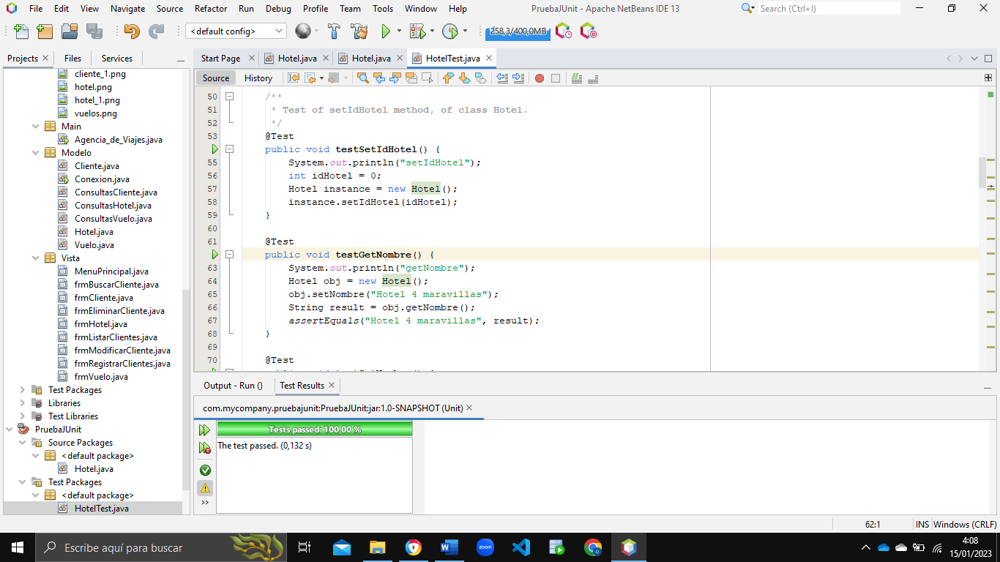 File Edit View Navigate Source Refactor Run Debug Profile Team Tools Window Help PruebaJUnit - Apache NetBeans IDE 13 Search (Ctrl+I)
<default config> 258,3/400,0MB
Projects Files Services Start Page Hotel.java Hotel.java HotelTest.java
Source History
cliente_1.png
hotel.png
hotel_1.png
vuelos.png
Main
Agencia_de_Viajes.java
Modelo
Cliente.java
Conexion.java
ConsultasCliente.java
ConsultasHotel.java
ConsultasVuelo.java
Hotel.java
Vuelo.java
Vista
MenuPrincipal.java
frmBuscarCliente.java
frmCliente.java
frmEliminarCliente.java
frmHotel.java
frmListarClientes.java
frmModificarCliente.java
frmRegistrarClientes.java
frmVuelo.java
Test Packages
Libraries
Test Libraries
PruebaJUnit
Source Packages
<default package>
Hotel.java
Test Packages
<default package>
HotelTest.java
50 /**
51 * Test of setIdHotel method, of class Hotel.
52 */
53 @Test
public void testSetIdHotel() {
55 System.out.println("setIdHotel");
56 int idHotel = 0;
57 Hotel instance = new Hotel();
58 instance.setIdHotel(idHotel);
59 }
60
61 @Test
public void testGetNombre() {
63 System.out.println("getNombre");
64 Hotel obj = new Hotel();
65 obj.setNombre("Hotel 4 maravillas");
66 String result = obj.getNombre();
67 assertEquals("Hotel 4 maravillas", result);
68 }
69
70 @Test
Output - Run () Test Results
com.mycompany.pruebajunit:PruebaJUnit:jar:1.0-SNAPSHOT (Unit)
Tests passed: 100,00 %
The test passed. (0,132 s)
62:1 INS Windows (CRLF)
Escribe aquí para buscar
zoom
4:08
15/01/2023